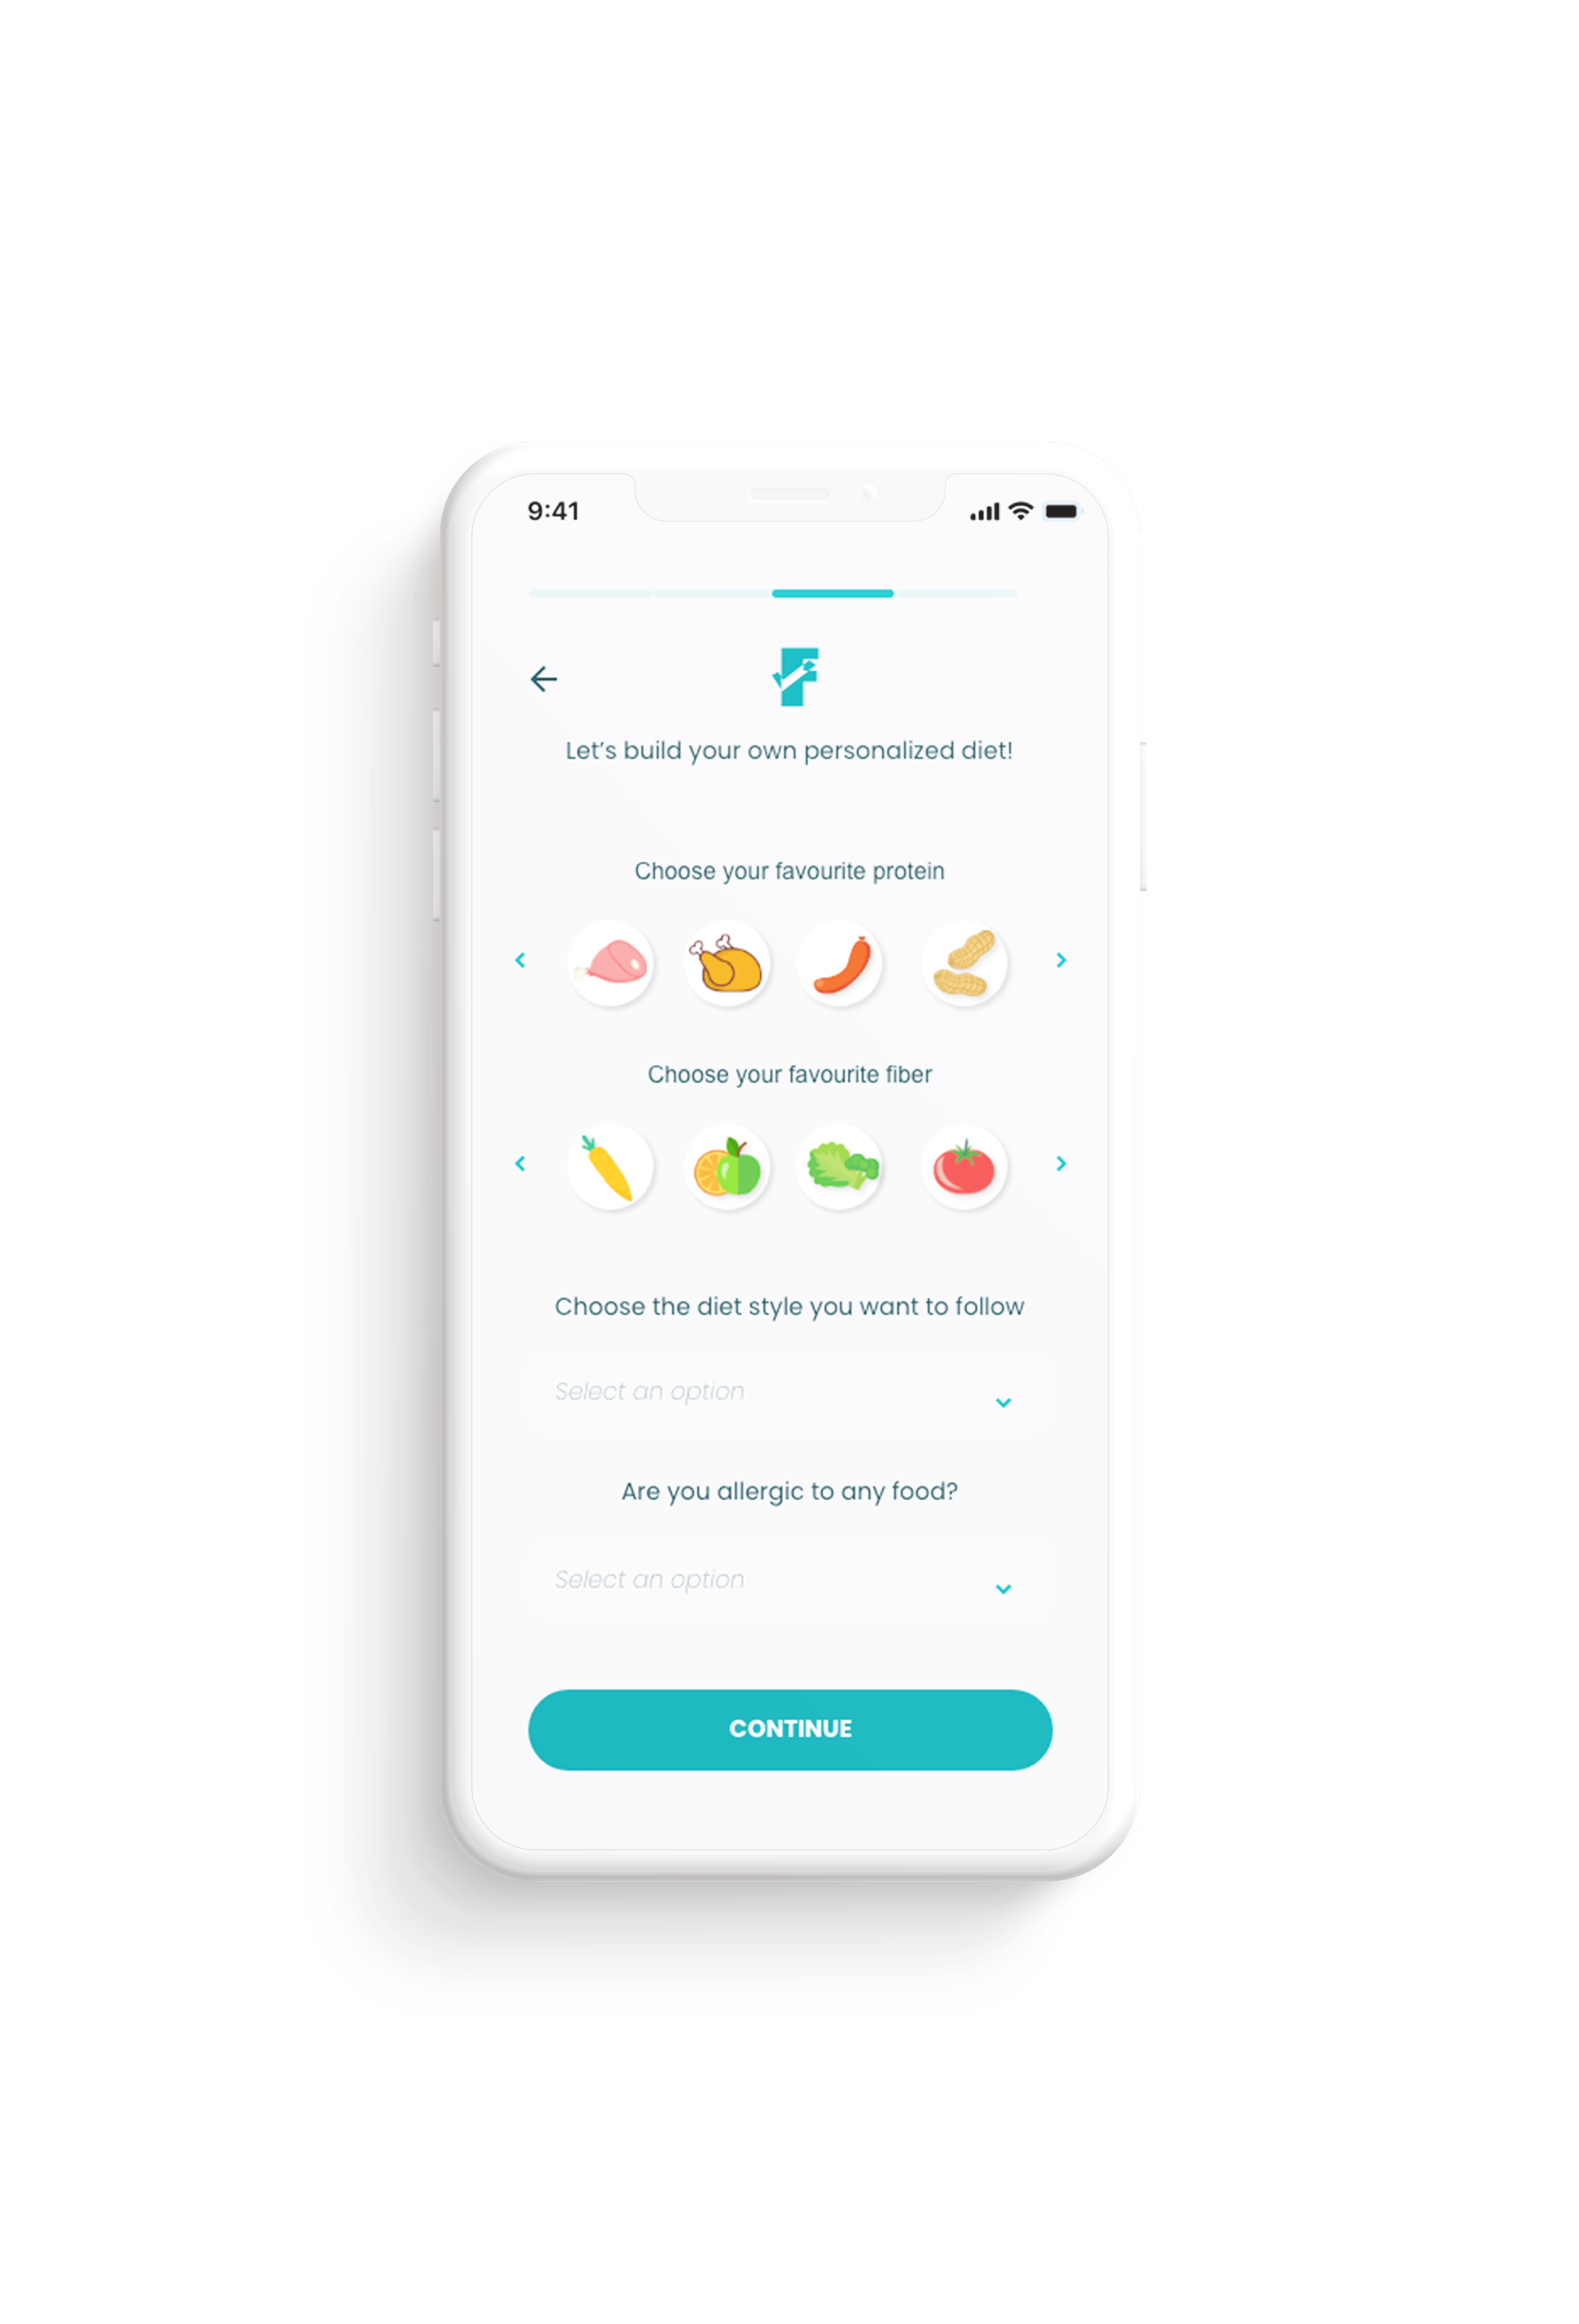 9:41
Let's build your own personalized diet!
Choose your favourite protein
Choose your favourite fiber
Choose the diet style you want to follow
Select an option
Are you allergic to any food?
Select an option
CONTINUE